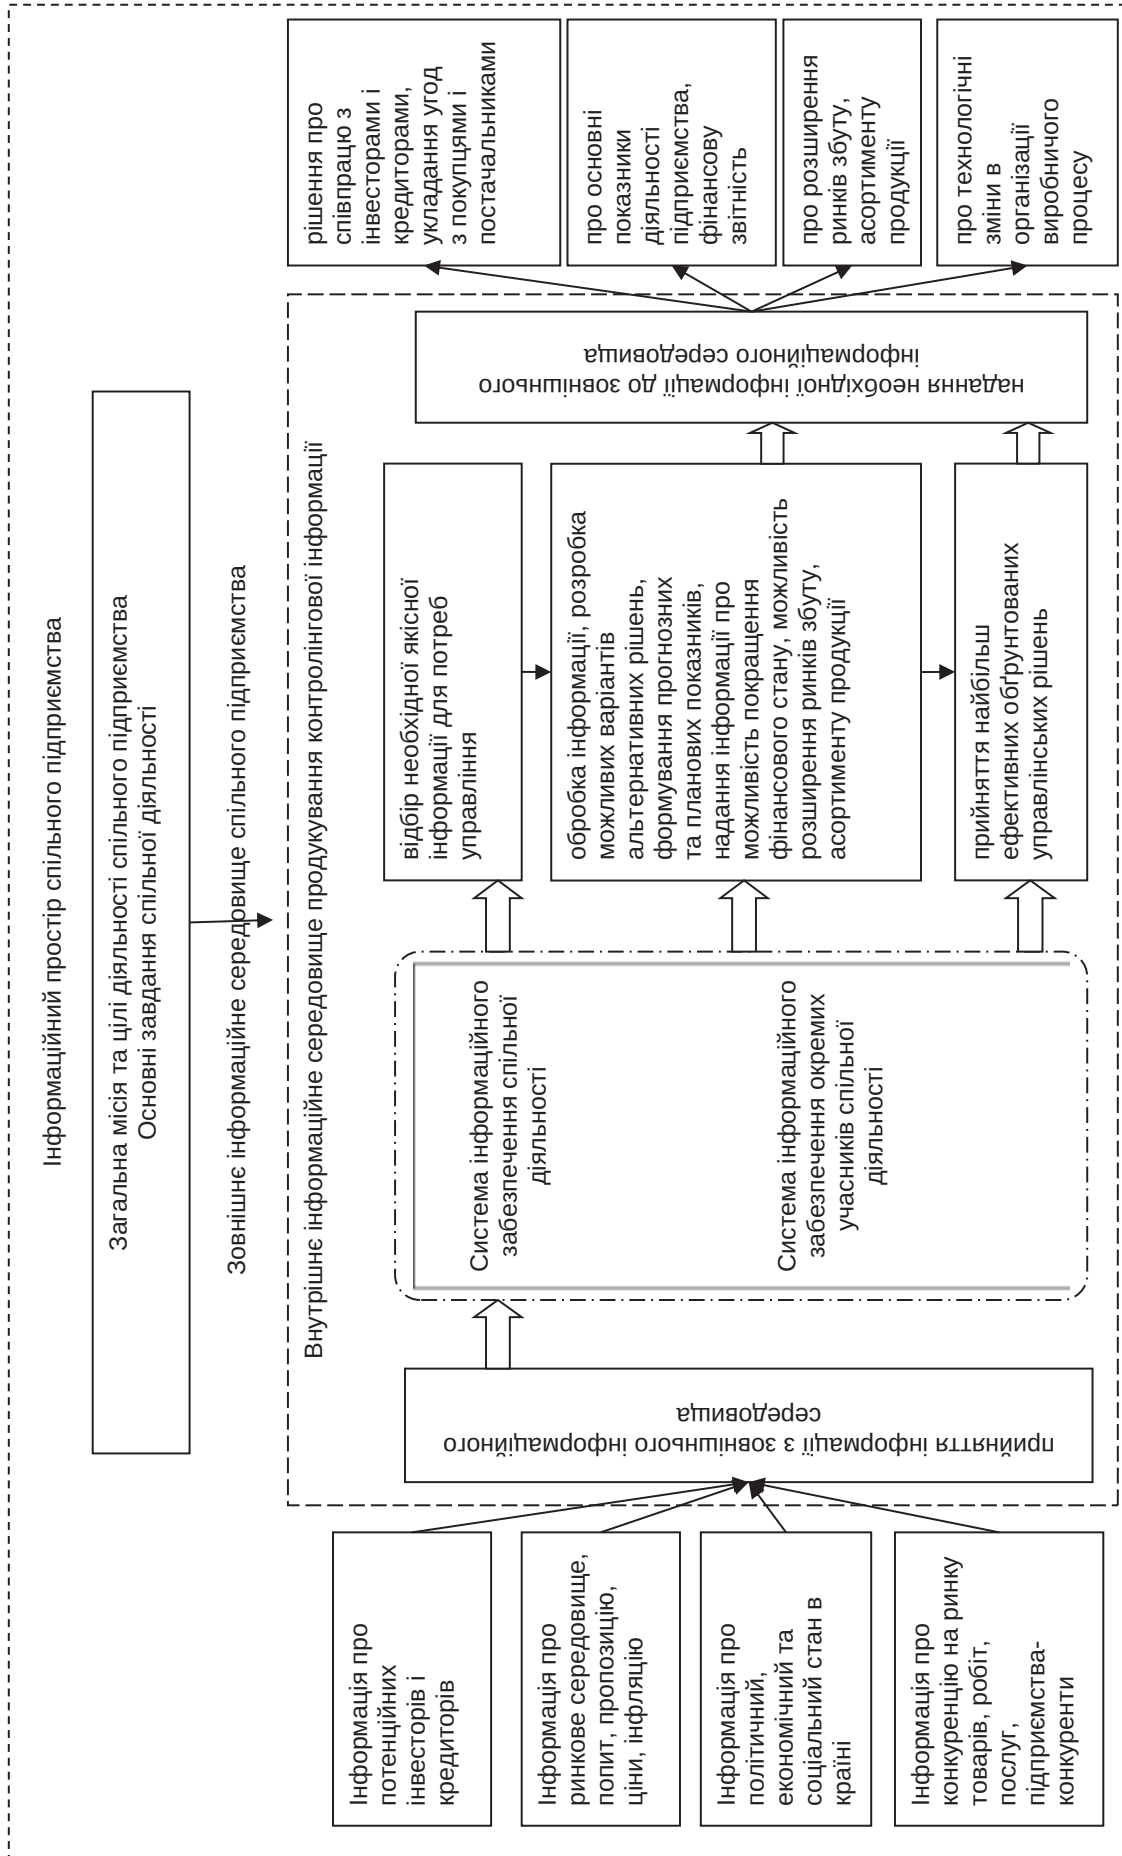 Інформаційний простір спільного підприємства
Загальна місія та цілі діяльності спільного підприємства
Основні завдання спільної діяльності
Зовнішнє інформаційне середовище спільного підприємства
Внутрішнє інформаційне середовище продукування контролінгової інформації
Інформація про
потенційних
інвесторів і
кредиторів
Інформація про
ринкове середовище,
попит, пропозицію,
ціни, інфляцію
Інформація про
політичний,
економічний та
соціальний стан в
країні
Інформація про
конкуренцію на ринку
товарів, робіт,
послуг,
підприємства-
конкуренти
прийняття інформації з зовнішнього інформаційного
середовища
Система інформаційного
забезпечення спільної
діяльності
Система інформаційного
забезпечення окремих
учасників спільної
діяльності
відбір необхідної якісної
інформації для потреб
управління
обробка інформації, розробка
можливих варіантів
альтернативних рішень,
формування прогнозних
та планових показників,
надання інформації про
можливість покращення
фінансового стану, можливість
розширення ринків збуту,
асортименту продукції
прийняття найбільш
ефективних обґрунтованих
управлінських рішень
надання необхідної інформації до зовнішнього
інформаційного середовища
рішення про
співпрацю з
інвесторами і
кредиторами,
укладання угод
з покупцями і
постачальниками
про основні
показники
діяльності
підприємства,
фінансову
звітність
про розширення
ринків збуту,
асортименту
продукції
про технологічні
зміни в
організації
виробничого
процесу